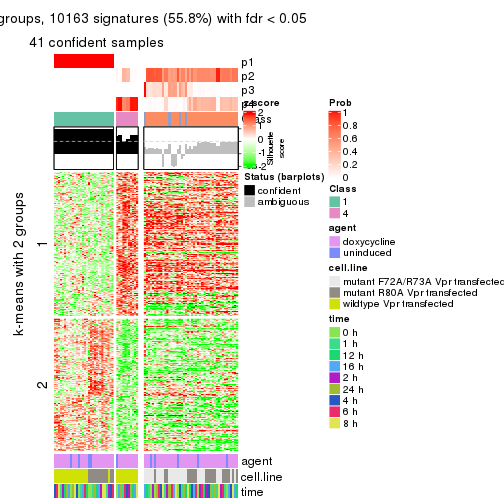 groups, 10163 signatures (55.8%) with fdr < 0.05
41 confident samples
p1
p2
p3
p4
Class
z-score
2
1
0
-1
-2
Silhouette
score
Prob
1
0.8
0.6
0.4
0.2
0
Status (barplots)
confident
ambiguous
Class
1
4
agent
doxycycline
uninduced
cell.line
mutant F72A/R73A Vpr transfected
mutant R80A Vpr transfected
wildtype Vpr transfected
time
0 h
1 h
12 h
16 h
2 h
24 h
4 h
6 h
8 h
k-means with 2 groups
1
2
agent
cell.line
time